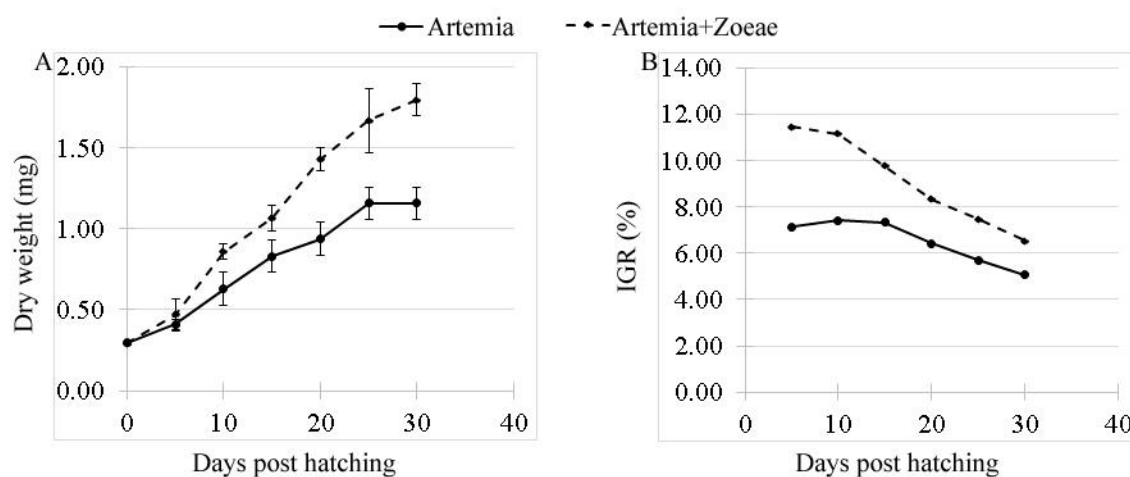 Artemia
Artemia+Zoeae
A
2.00
1.50
1.00
0.50
0.00
Dry weight (mg)
0 10 20 30 40
Days post hatching
B
14.00
12.00
10.00
8.00
6.00
4.00
2.00
0.00
IGR (%)
0 10 20 30 40
Days post hatching